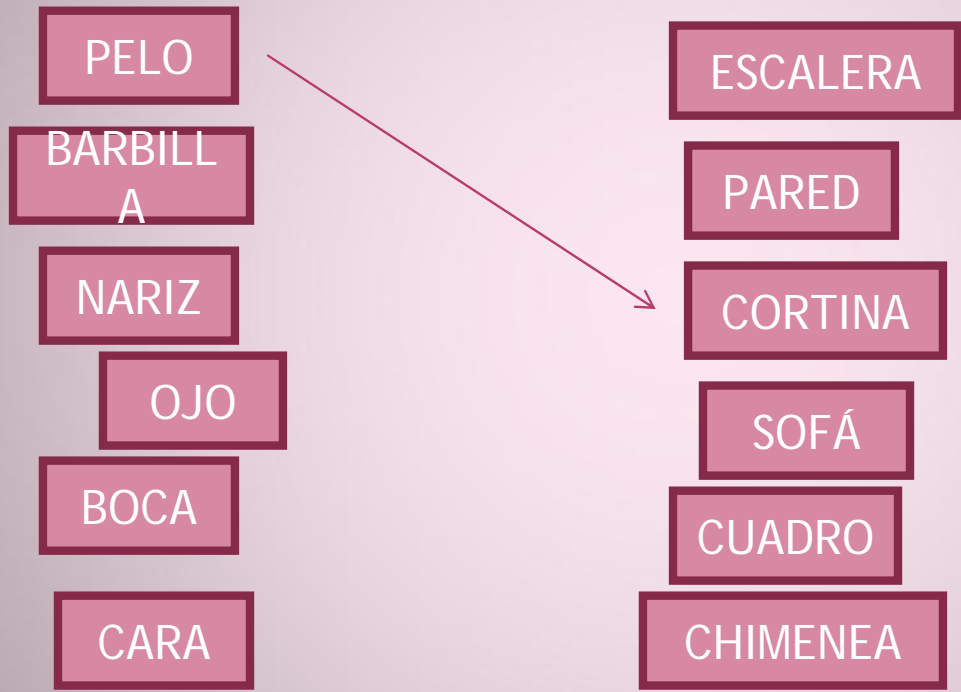 PELO
BARBILL
A
NARIZ
OJO
BOCA
CARA
ESCALERA
PARED
CORTINA
SOFÁ
CUADRO
CHIMENEA